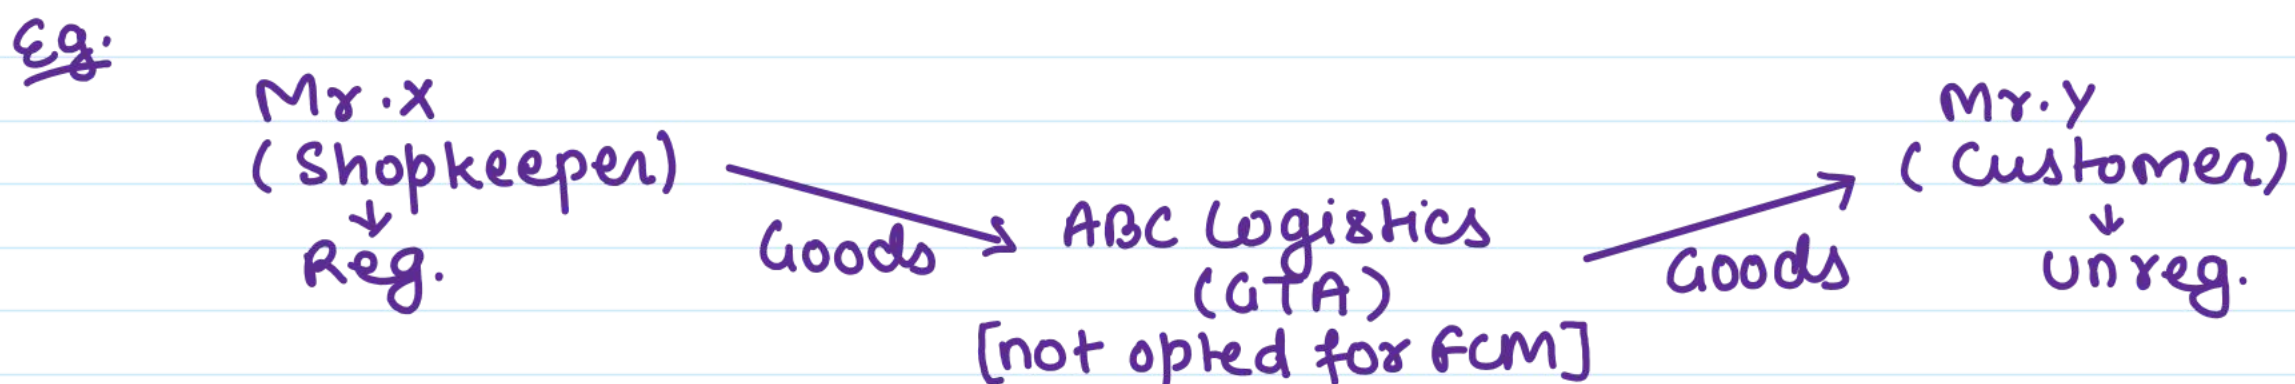 Eg.
Mr. X
(Shopkeeper)
Reg.
Goods
ABC Logistics
(GTA)
[not opted for FCM]
Goods
Mr. Y
(Customer)
unreg.